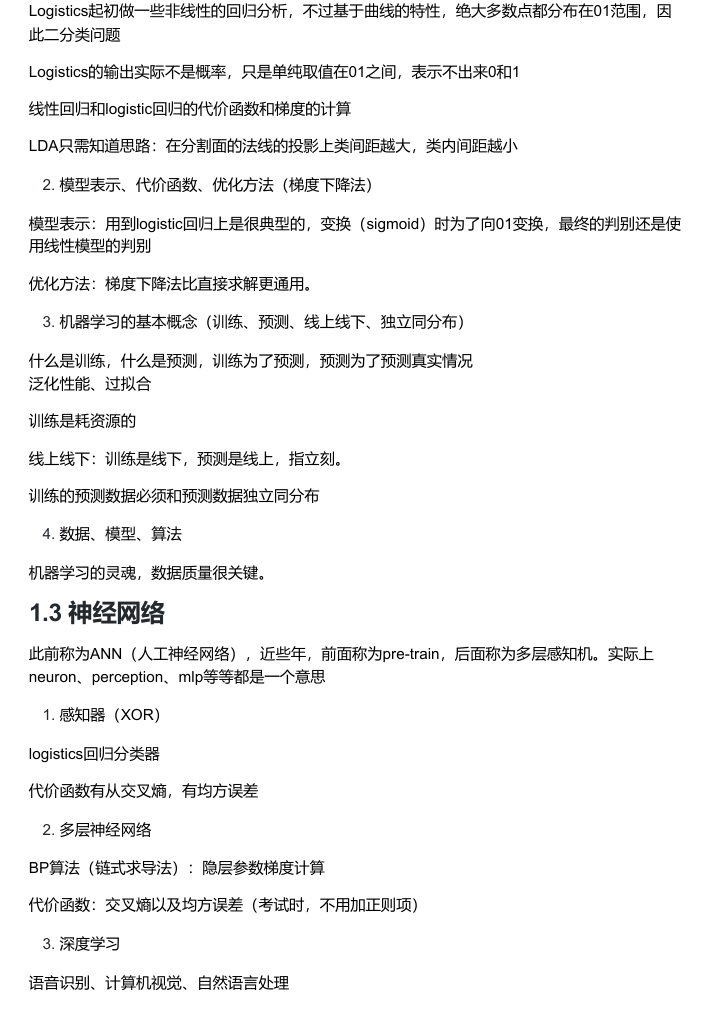 Logistics起初做一些非线性的回归分析，不过基于曲线的特性，绝大多数点都分布在01范围，因
此二分类问题
Logistics的输出实际不是概率，只是单纯取值在01之间，表示不出来0和1
线性回归和logistic回归的代价函数和梯度的计算
LDA只需知道思路：在分割面的法线的投影上类间距越大，类内间距越小
2. 模型表示、代价函数、优化方法（梯度下降法）
模型表示：用到logistic回归上是很典型的，变换（sigmoid）时为了向01变换，最终的判别还是使
用线性模型的判别
优化方法：梯度下降法比直接求解更通用。
3. 机器学习的基本概念（训练、预测、线上线下、独立同分布）
什么是训练，什么是预测，训练为了预测，预测为了预测真实情况
泛化性能、过拟合
训练是耗资源的
线上线下：训练是线下，预测是线上，指立刻。
训练的预测数据必须和预测数据独立同分布
4. 数据、模型、算法
机器学习的灵魂，数据质量很关键。
1.3 神经网络
此前称为ANN（人工神经网络），近些年，前面称为pre-train，后面称为多层感知机。实际上
neuron、perception、mlp等等都是一个意思
1. 感知器（XOR）
logistics回归分类器
代价函数有从交叉熵，有均方误差
2. 多层神经网络
BP算法（链式求导法）：隐层参数梯度计算
代价函数：交叉熵以及均方误差（考试时，不用加正则项）
3. 深度学习
语音识别、计算机视觉、自然语言处理